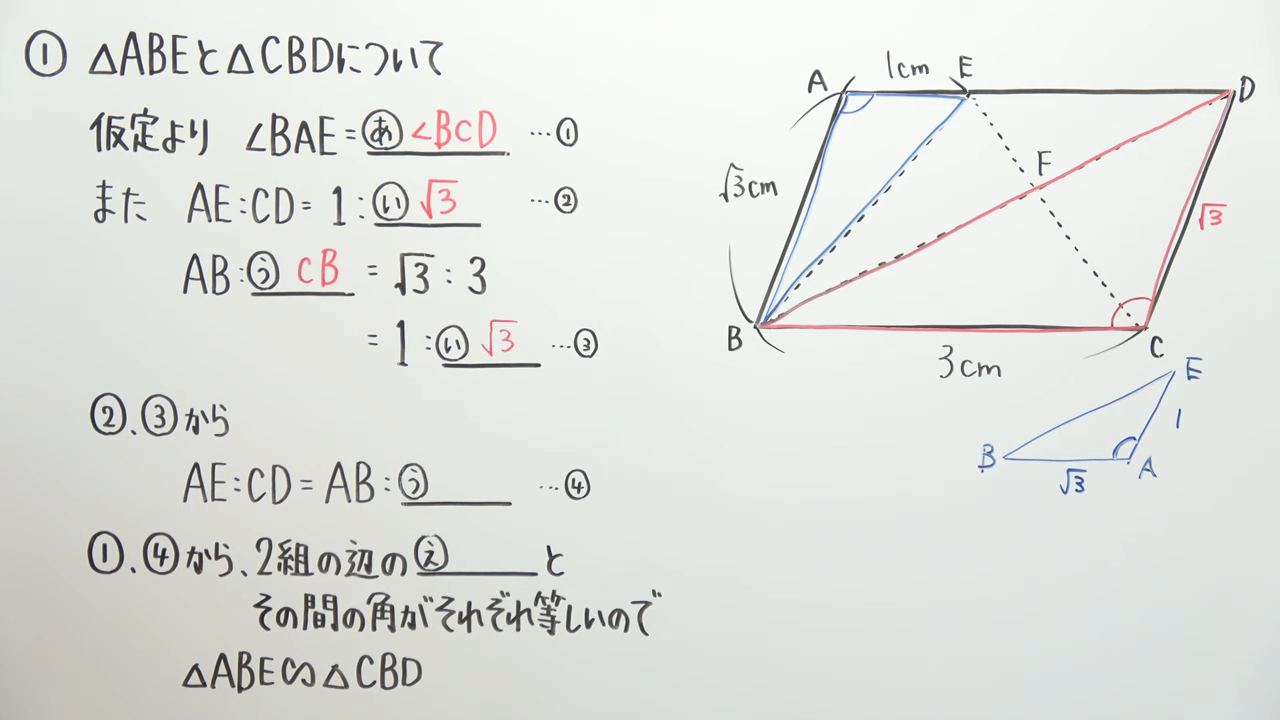 ① △ABEと△CBDについて
仮定より ∠BAE=あ ∠BCD …①
また AE:CD=1:い √3 …②
AB:う CB =√3:3
=1:い √3 …③
②、③から
AE:CD=AB:う …④
①、④から、2組の辺のえ と
その間の角がそれぞれ等しいので
△ABE∽△CBD
A
1cm
E
D
√3cm
F
√3
B
3cm
C
E
1
B
A
√3